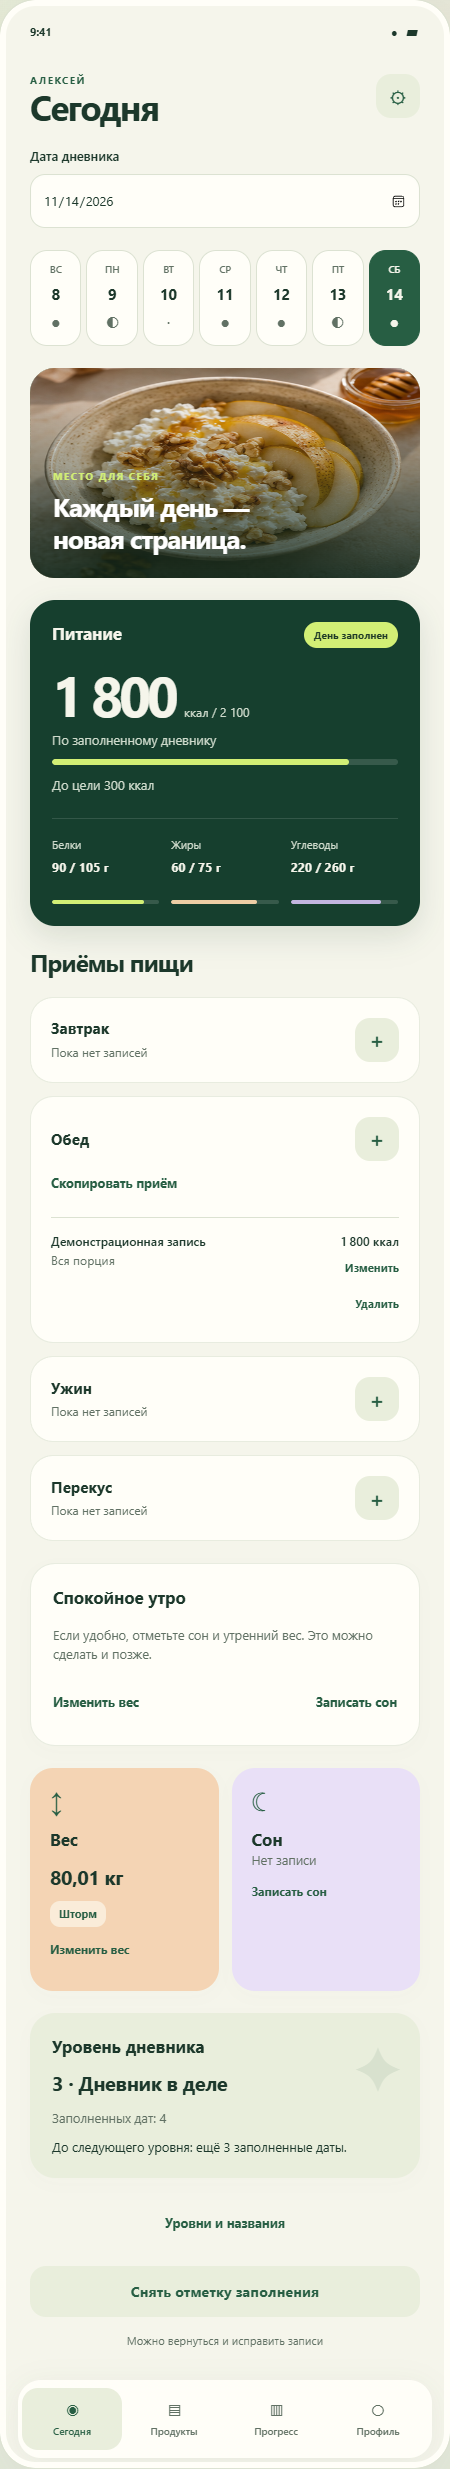 9:41
АЛЕКСЕЙ
Сегодня
Дата дневника
11/14/2026
ВС ПН ВТ СР ЧТ ПТ СБ
8 9 10 11 12 13 14
МЕСТО ДЛЯ СЕБЯ
Каждый день —
новая страница.
Питание День заполнен
1 800 ккал / 2 100
По заполненному дневнику
До цели 300 ккал
Белки Жиры Углеводы
90 / 105 г 60 / 75 г 220 / 260 г
Приёмы пищи
Завтрак +
Пока нет записей
Обед +
Скопировать приём
Демонстрационная запись 1 800 ккал
Вся порция Изменить
Удалить
Ужин +
Пока нет записей
Перекус +
Пока нет записей
Спокойное утро
Если удобно, отметьте сон и утренний вес. Это можно
сделать и позже.
Изменить вес Записать сон
Вес
80,01 кг
Шторм
Изменить вес
Сон
Нет записи
Записать сон
Уровень дневника
3 · Дневник в деле
Заполненных дат: 4
До следующего уровня: ещё 3 заполненные даты.
Уровни и названия
Снять отметку заполнения
Можно вернуться и исправить записи
Сегодня Продукты Прогресс Профиль